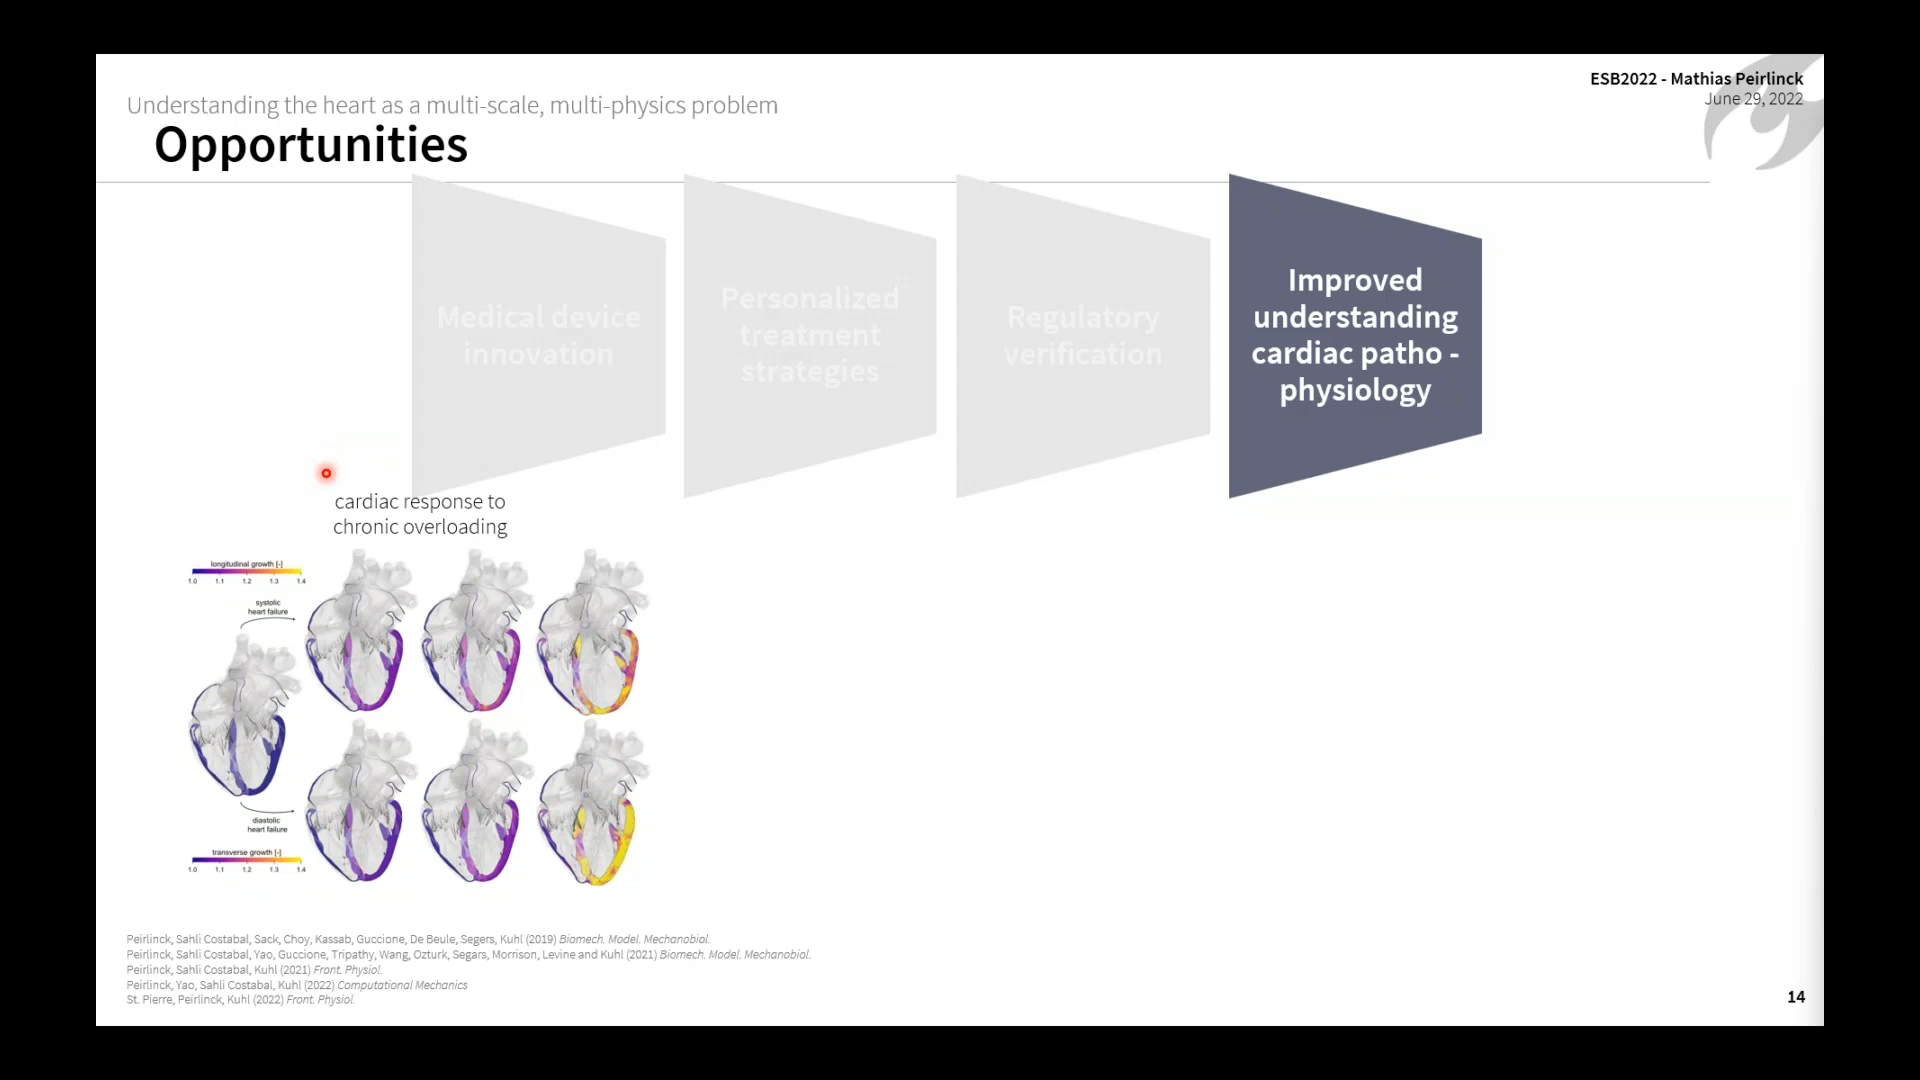 ESB2022 - Mathias Peirlinck
June 29, 2022
Understanding the heart as a multi-scale, multi-physics problem
Opportunities
Medical device
innovation
Personalized
treatment
strategies
Regulatory
verification
Improved
understanding
cardiac patho -
physiology
cardiac response to
chronic overloading
longitudinal growth [-]
1.0 1.1 1.2 1.3 1.4
systolic
heart failure
diastolic
heart failure
transverse growth [-]
1.0 1.1 1.2 1.3 1.4
Peirlinck, Sahli Costabal, Sack, Choy, Kassab, Guccione, De Beule, Segers, Kuhl (2019) Biomech. Model. Mechanobiol.
Peirlinck, Sahli Costabal, Yao, Guccione, Tripathy, Wang, Ozturk, Segars, Morrison, Levine and Kuhl (2021) Biomech. Model. Mechanobiol.
Peirlinck, Sahli Costabal, Kuhl (2021) Front. Physiol.
Peirlinck, Yao, Sahli Costabal, Kuhl (2022) Computational Mechanics
St. Pierre, Peirlinck, Kuhl (2022) Front. Physiol.
14